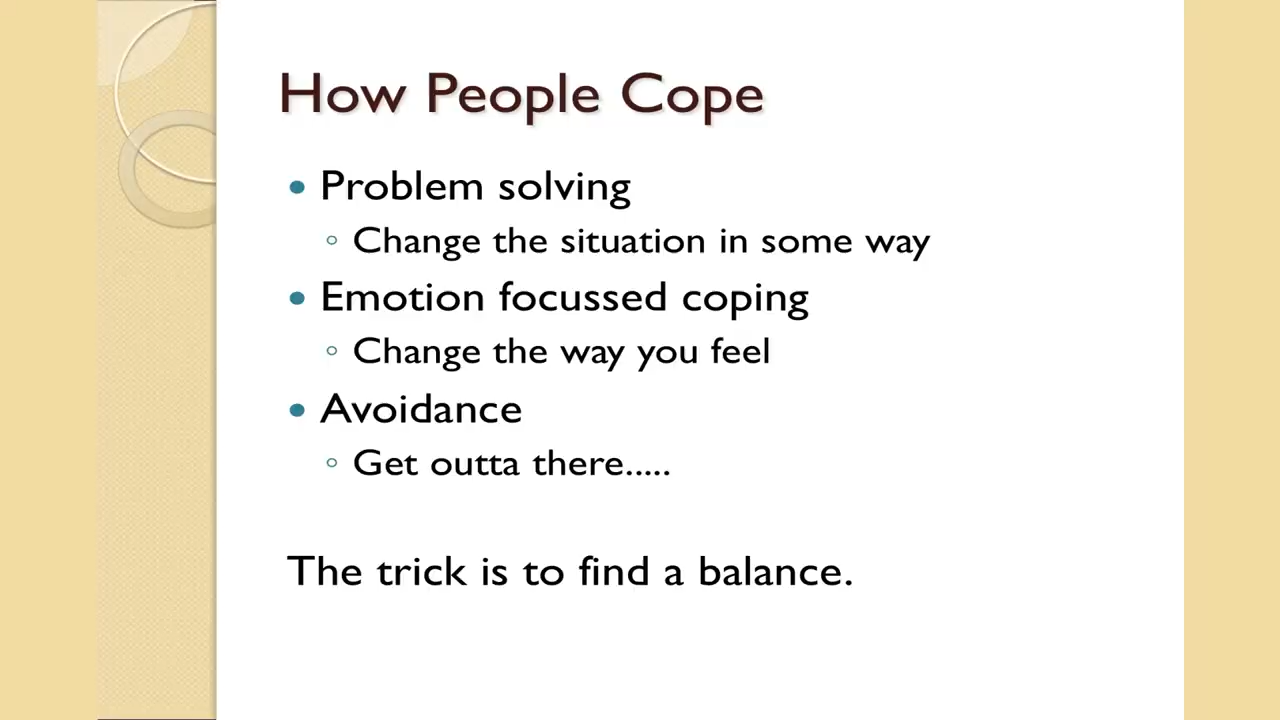 How People Cope
• Problem solving
◦ Change the situation in some way
• Emotion focussed coping
◦ Change the way you feel
• Avoidance
◦ Get outta there.....
The trick is to find a balance.